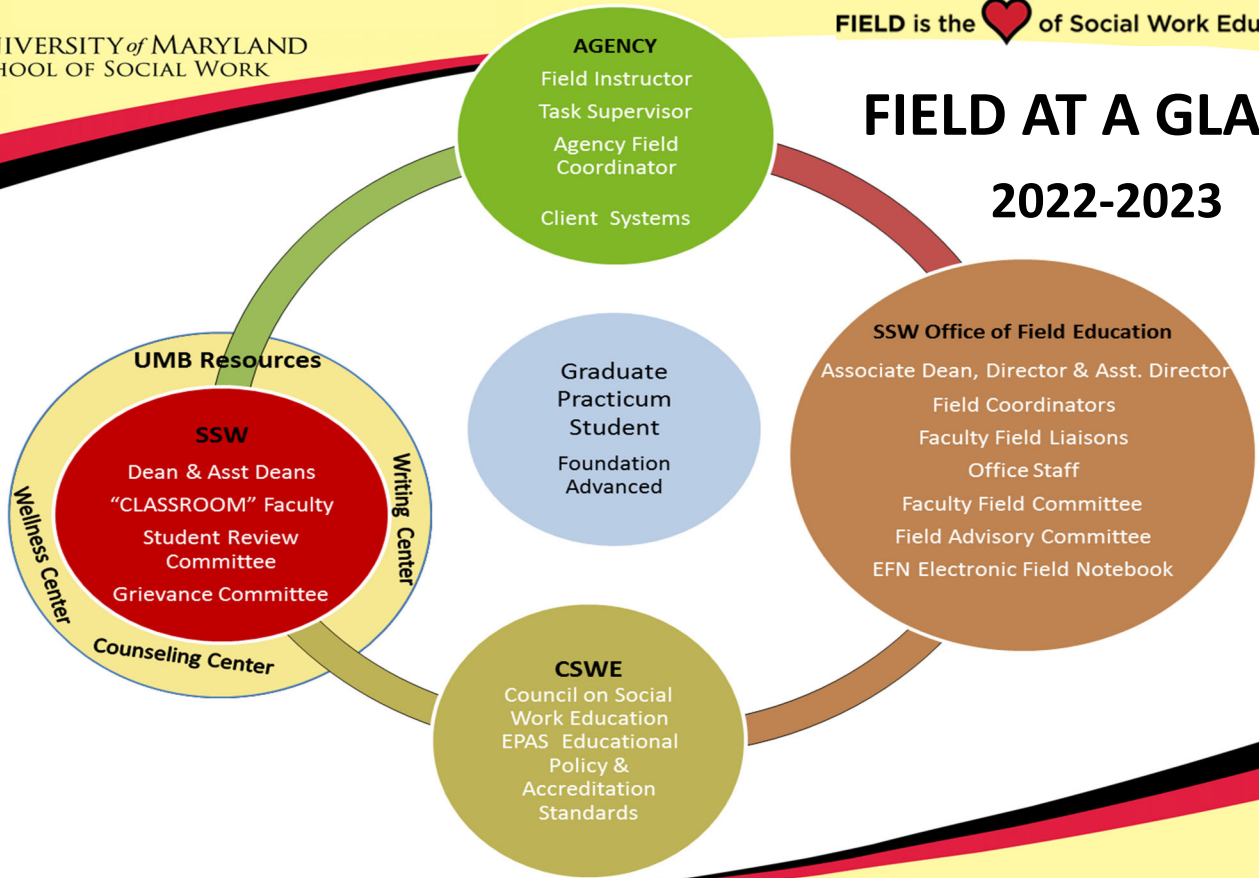 NIVERSITY of MARYLAND
HOOL OF SOCIAL WORK
FIELD is the
of Social Work Edu
FIELD AT A GLA
2022-2023
AGENCY
Field Instructor
Task Supervisor
Agency Field
Coordinator
Client Systems
SSW Office of Field Education
Associate Dean, Director & Asst. Director
Field Coordinators
Faculty Field Liaisons
Office Staff
Faculty Field Committee
Field Advisory Committee
EFN Electronic Field Notebook
Graduate
Practicum
Student
Foundation
Advanced
UMB Resources
SSW
Dean & Asst Deans
“CLASSROOM” Faculty
Student Review
Committee
Grievance Committee
Wellness Center
Counseling Center
Writing Center
CSWE
Council on Social
Work Education
EPAS Educational
Policy &
Accreditation
Standards